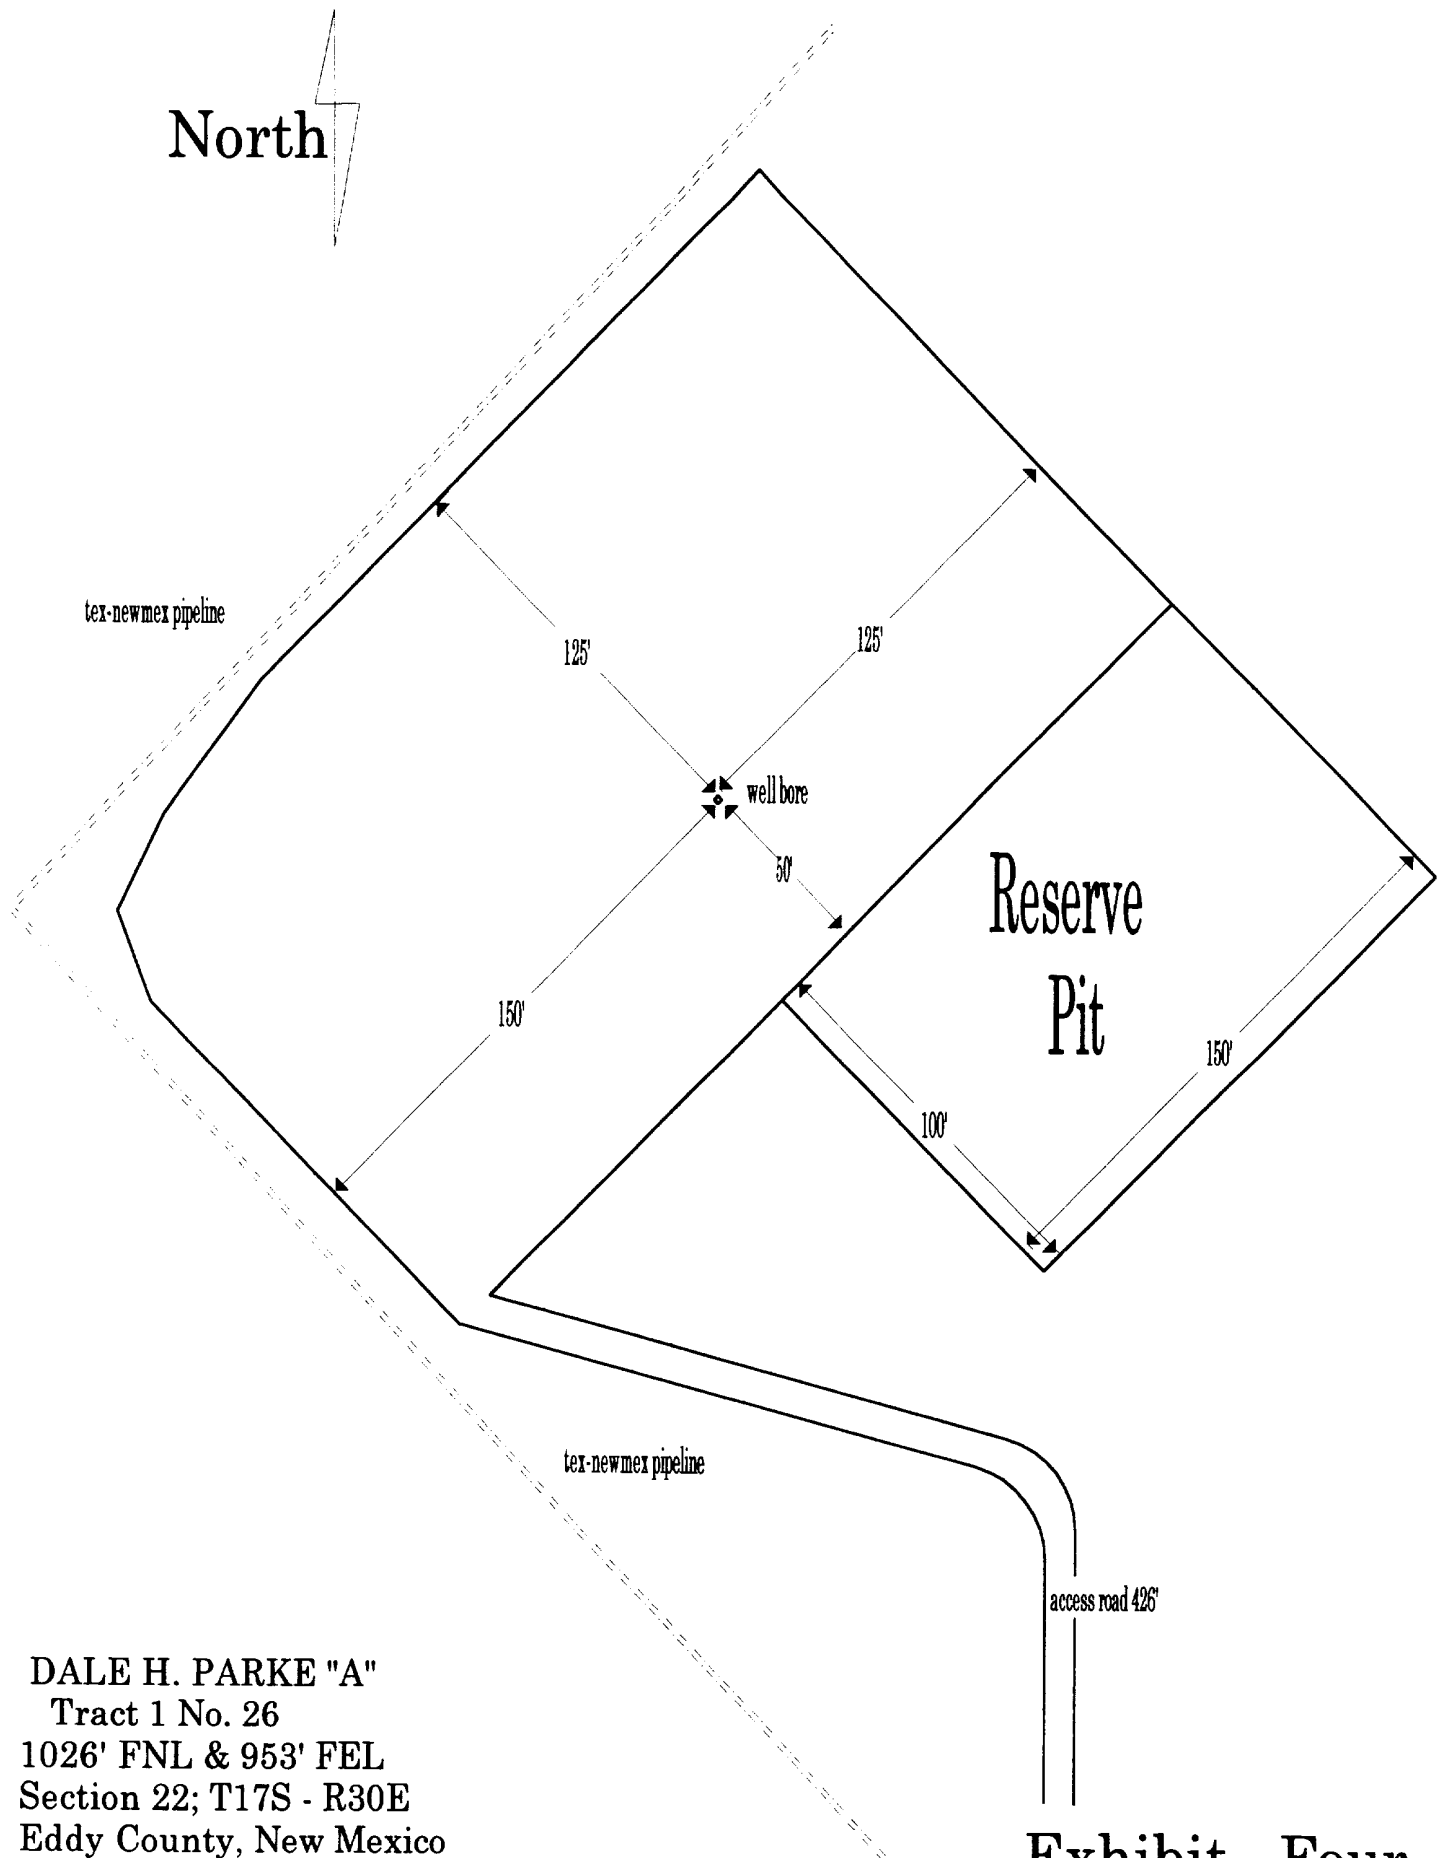 North
tex-newmex pipeline
125'
125'
well bore
50'
Reserve
Pit
150'
150'
100'
tex-newmex pipeline
access road 426'
DALE H. PARKE "A"
Tract 1 No. 26
1026' FNL & 953' FEL
Section 22; T17S - R30E
Eddy County, New Mexico
Exhibit Four